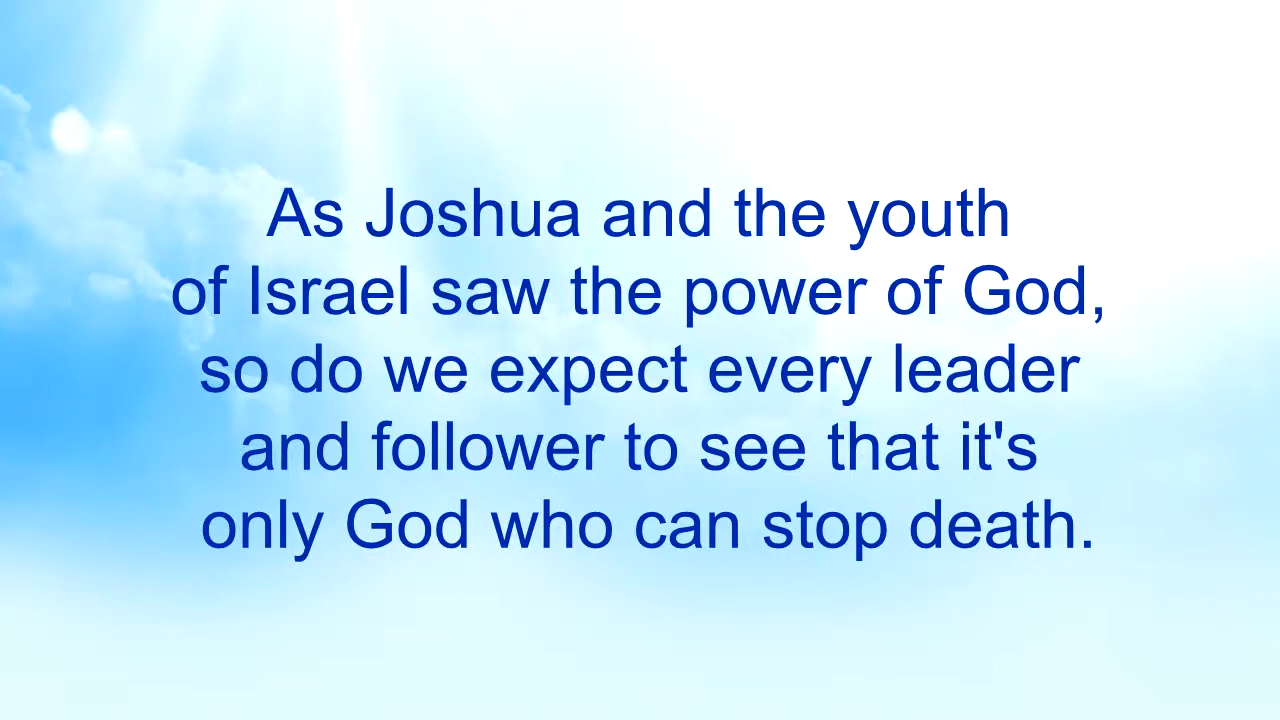 As Joshua and the youth
of Israel saw the power of God,
so do we expect every leader
and follower to see that it's
only God who can stop death.